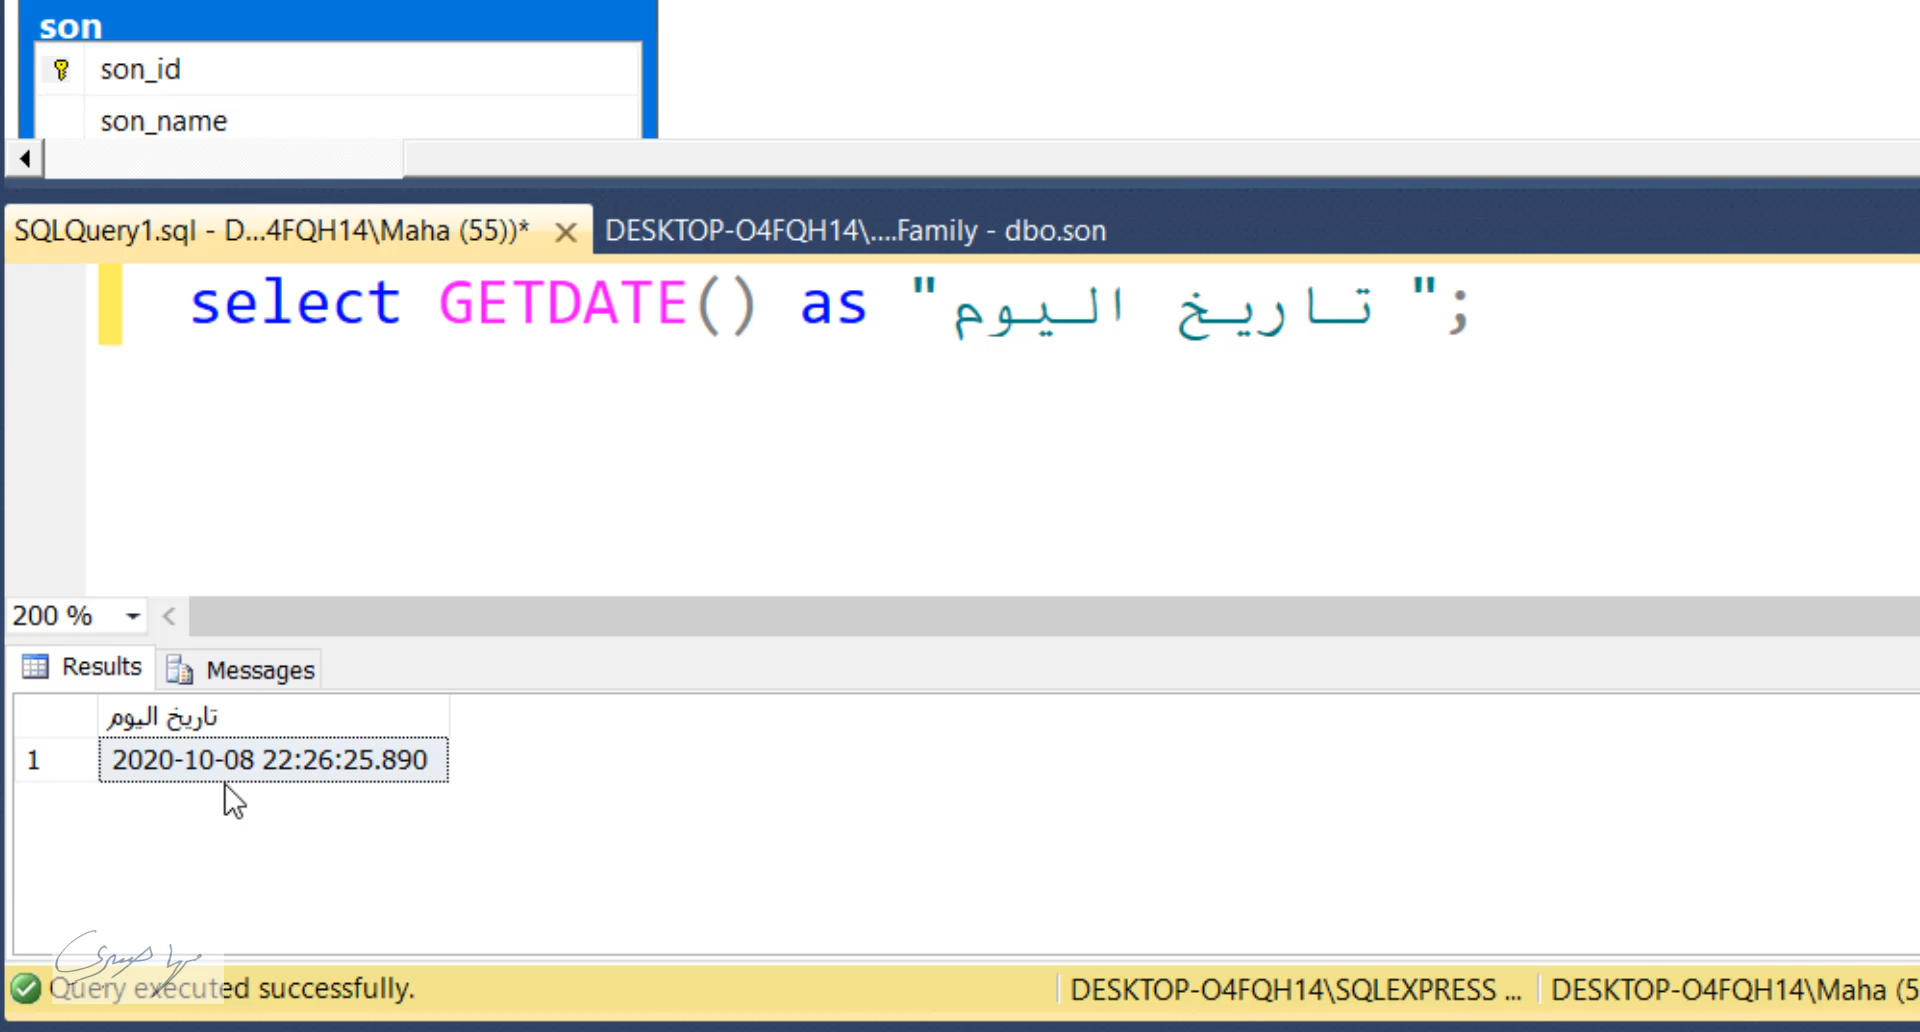 son
son_id
son_name
SQLQuery1.sql - D...4FQH14\Maha (55))* DESKTOP-O4FQH14\....Family - dbo.son
select GETDATE() as "تاريخ اليوم ";
200 %
Results Messages
تاريخ اليوم
1 2020-10-08 22:26:25.890
Query executed successfully. DESKTOP-O4FQH14\SQLEXPRESS ... DESKTOP-O4FQH14\Maha (5